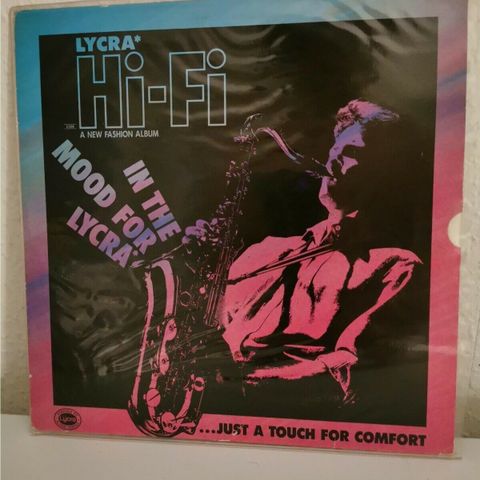 LYCRA*
Hi-Fi
A NEW FASHION ALBUM
IN THE
MOOD FOR
LYCRA*
...JUST A TOUCH FOR COMFORT